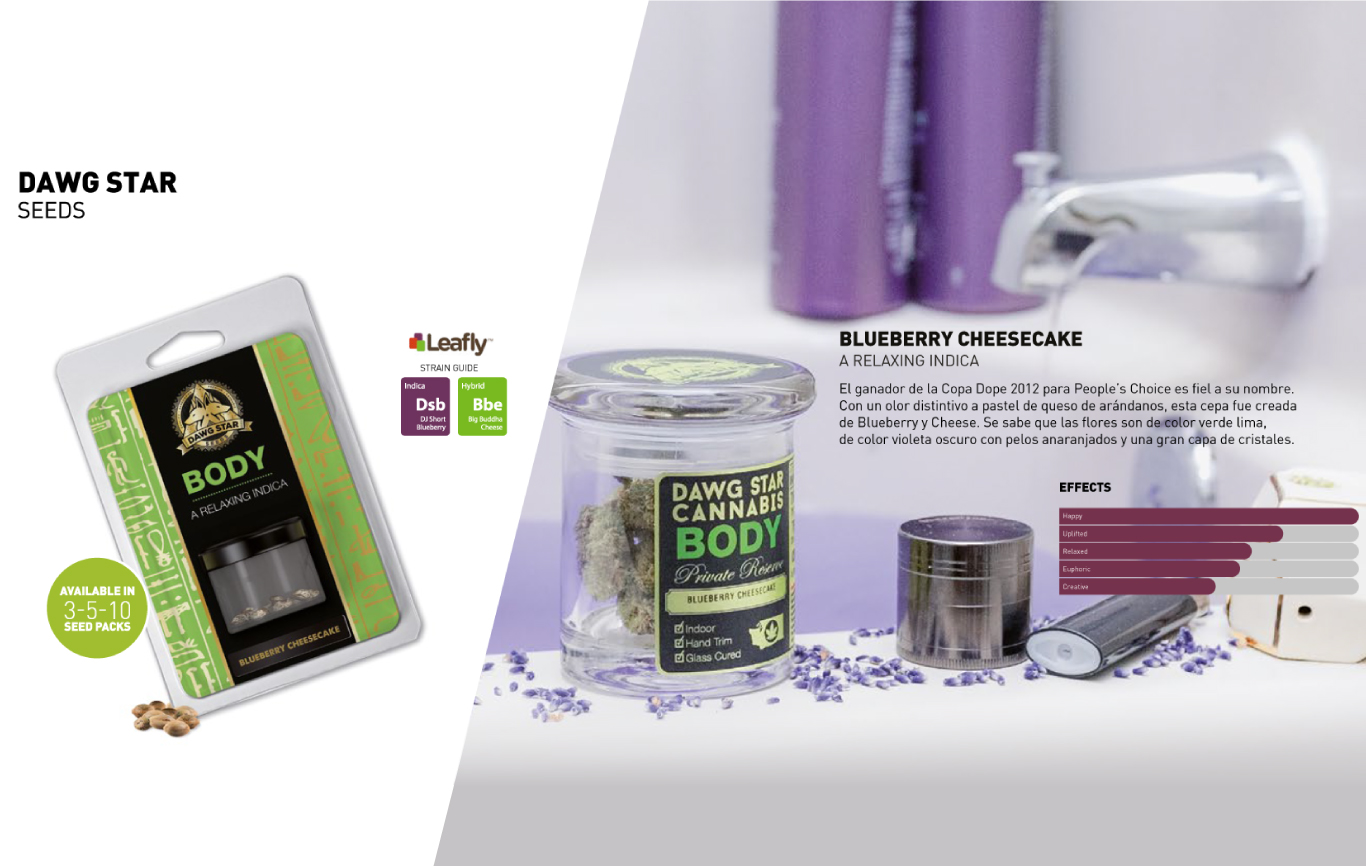 DAWG STAR
SEEDS
DAWG STAR
BODY
A RELAXING INDICA
BLUEBERRY CHEESECAKE
AVAILABLE IN
3-5-10
SEED PACKS
Leafly
STRAIN GUIDE
Indica
Dsb
DJ Short
Blueberry
Hybrid
Bbe
Big Buddha
Cheese
DAWG STAR
CANNABIS
BODY
Private Reserve
BLUEBERRY CHEESECAKE
Indoor
Hand Trim
Glass Cured
BLUEBERRY CHEESECAKE
A RELAXING INDICA
El ganador de la Copa Dope 2012 para People's Choice es fiel a su nombre.
Con un olor distintivo a pastel de queso de arándanos, esta cepa fue creada
de Blueberry y Cheese. Se sabe que las flores son de color verde lima,
de color violeta oscuro con pelos anaranjados y una gran capa de cristales.
EFFECTS
Happy
Uplifted
Relaxed
Euphoric
Creative